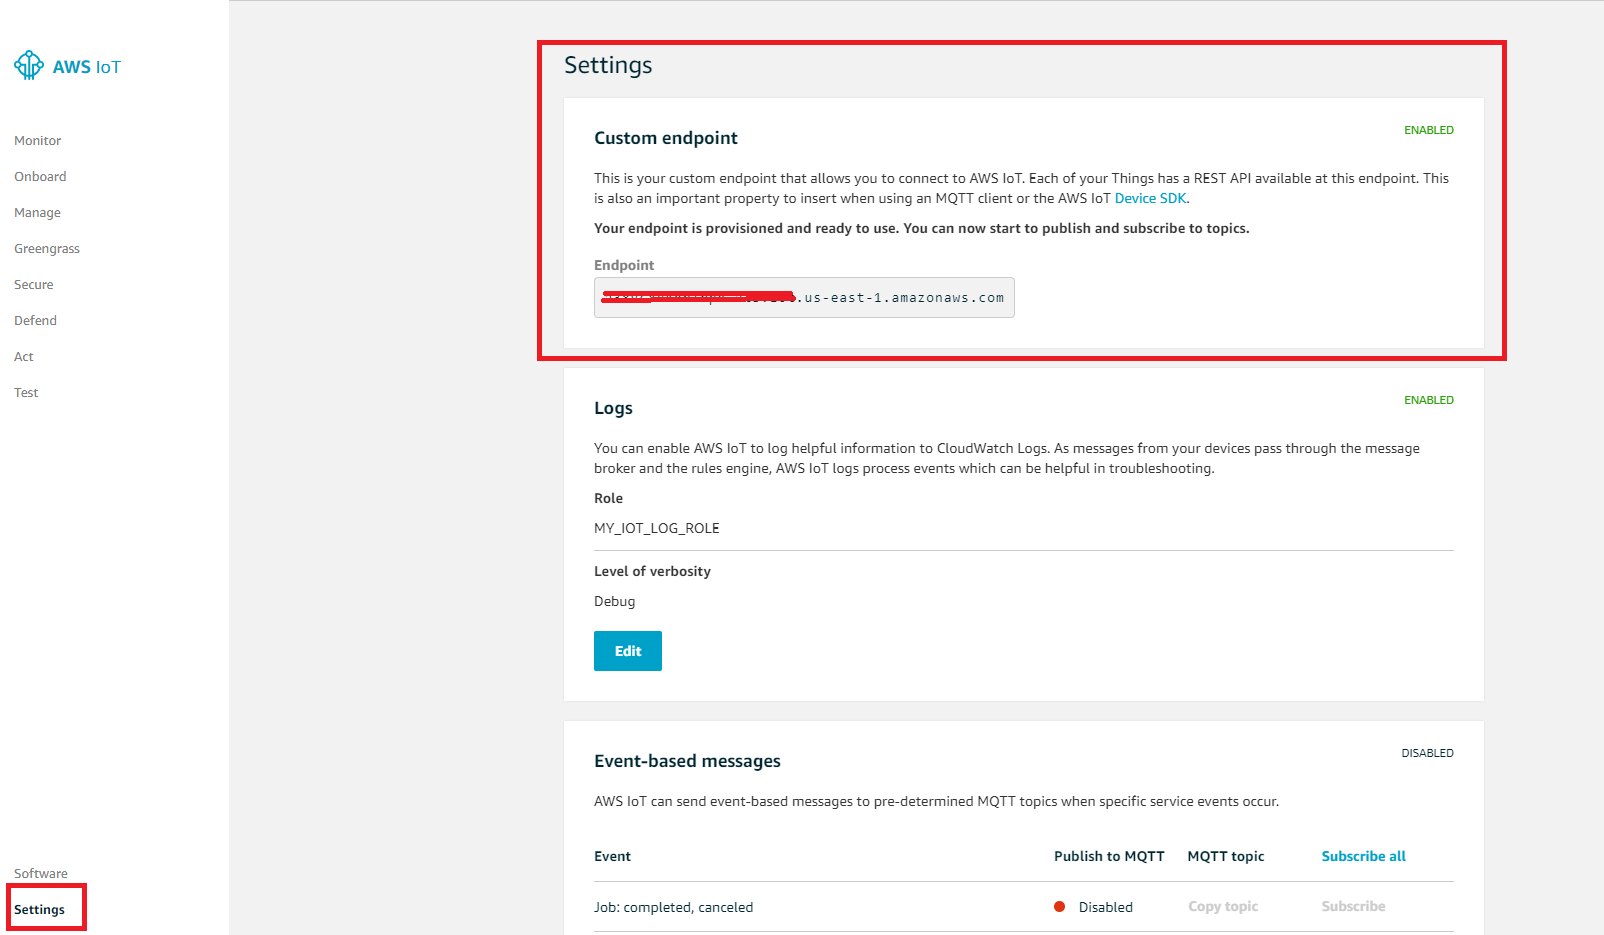 AWS IoT
Monitor
Onboard
Manage
Greengrass
Secure
Defend
Act
Test
Software
Settings
Settings
Custom endpoint
ENABLED
This is your custom endpoint that allows you to connect to AWS IoT. Each of your Things has a REST API available at this endpoint. This
is also an important property to insert when using an MQTT client or the AWS IoT Device SDK.
Your endpoint is provisioned and ready to use. You can now start to publish and subscribe to topics.
Endpoint
.us-east-1.amazonaws.com
Logs
ENABLED
You can enable AWS IoT to log helpful information to CloudWatch Logs. As messages from your devices pass through the message
broker and the rules engine, AWS IoT logs process events which can be helpful in troubleshooting.
Role
MY_IOT_LOG_ROLE
Level of verbosity
Debug
Edit
Event-based messages
DISABLED
AWS IoT can send event-based messages to pre-determined MQTT topics when specific service events occur.
Event Publish to MQTT MQTT topic Subscribe all
Job: completed, canceled Disabled Copy topic Subscribe